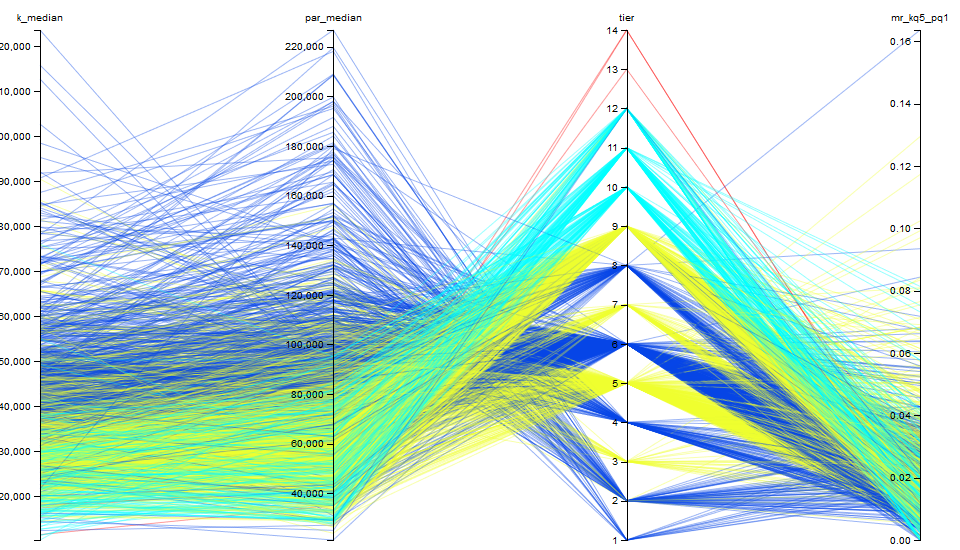 k_median par_median tier mr_kq5_pq1
20,000 10,000 00,000 90,000 80,000 70,000 60,000 50,000 40,000 30,000 20,000
220,000 200,000 180,000 160,000 140,000 120,000 100,000 80,000 60,000 40,000
14 13 12 11 10 9 8 7 6 5 4 3 2 1
0.16 0.14 0.12 0.10 0.08 0.06 0.04 0.02 0.00